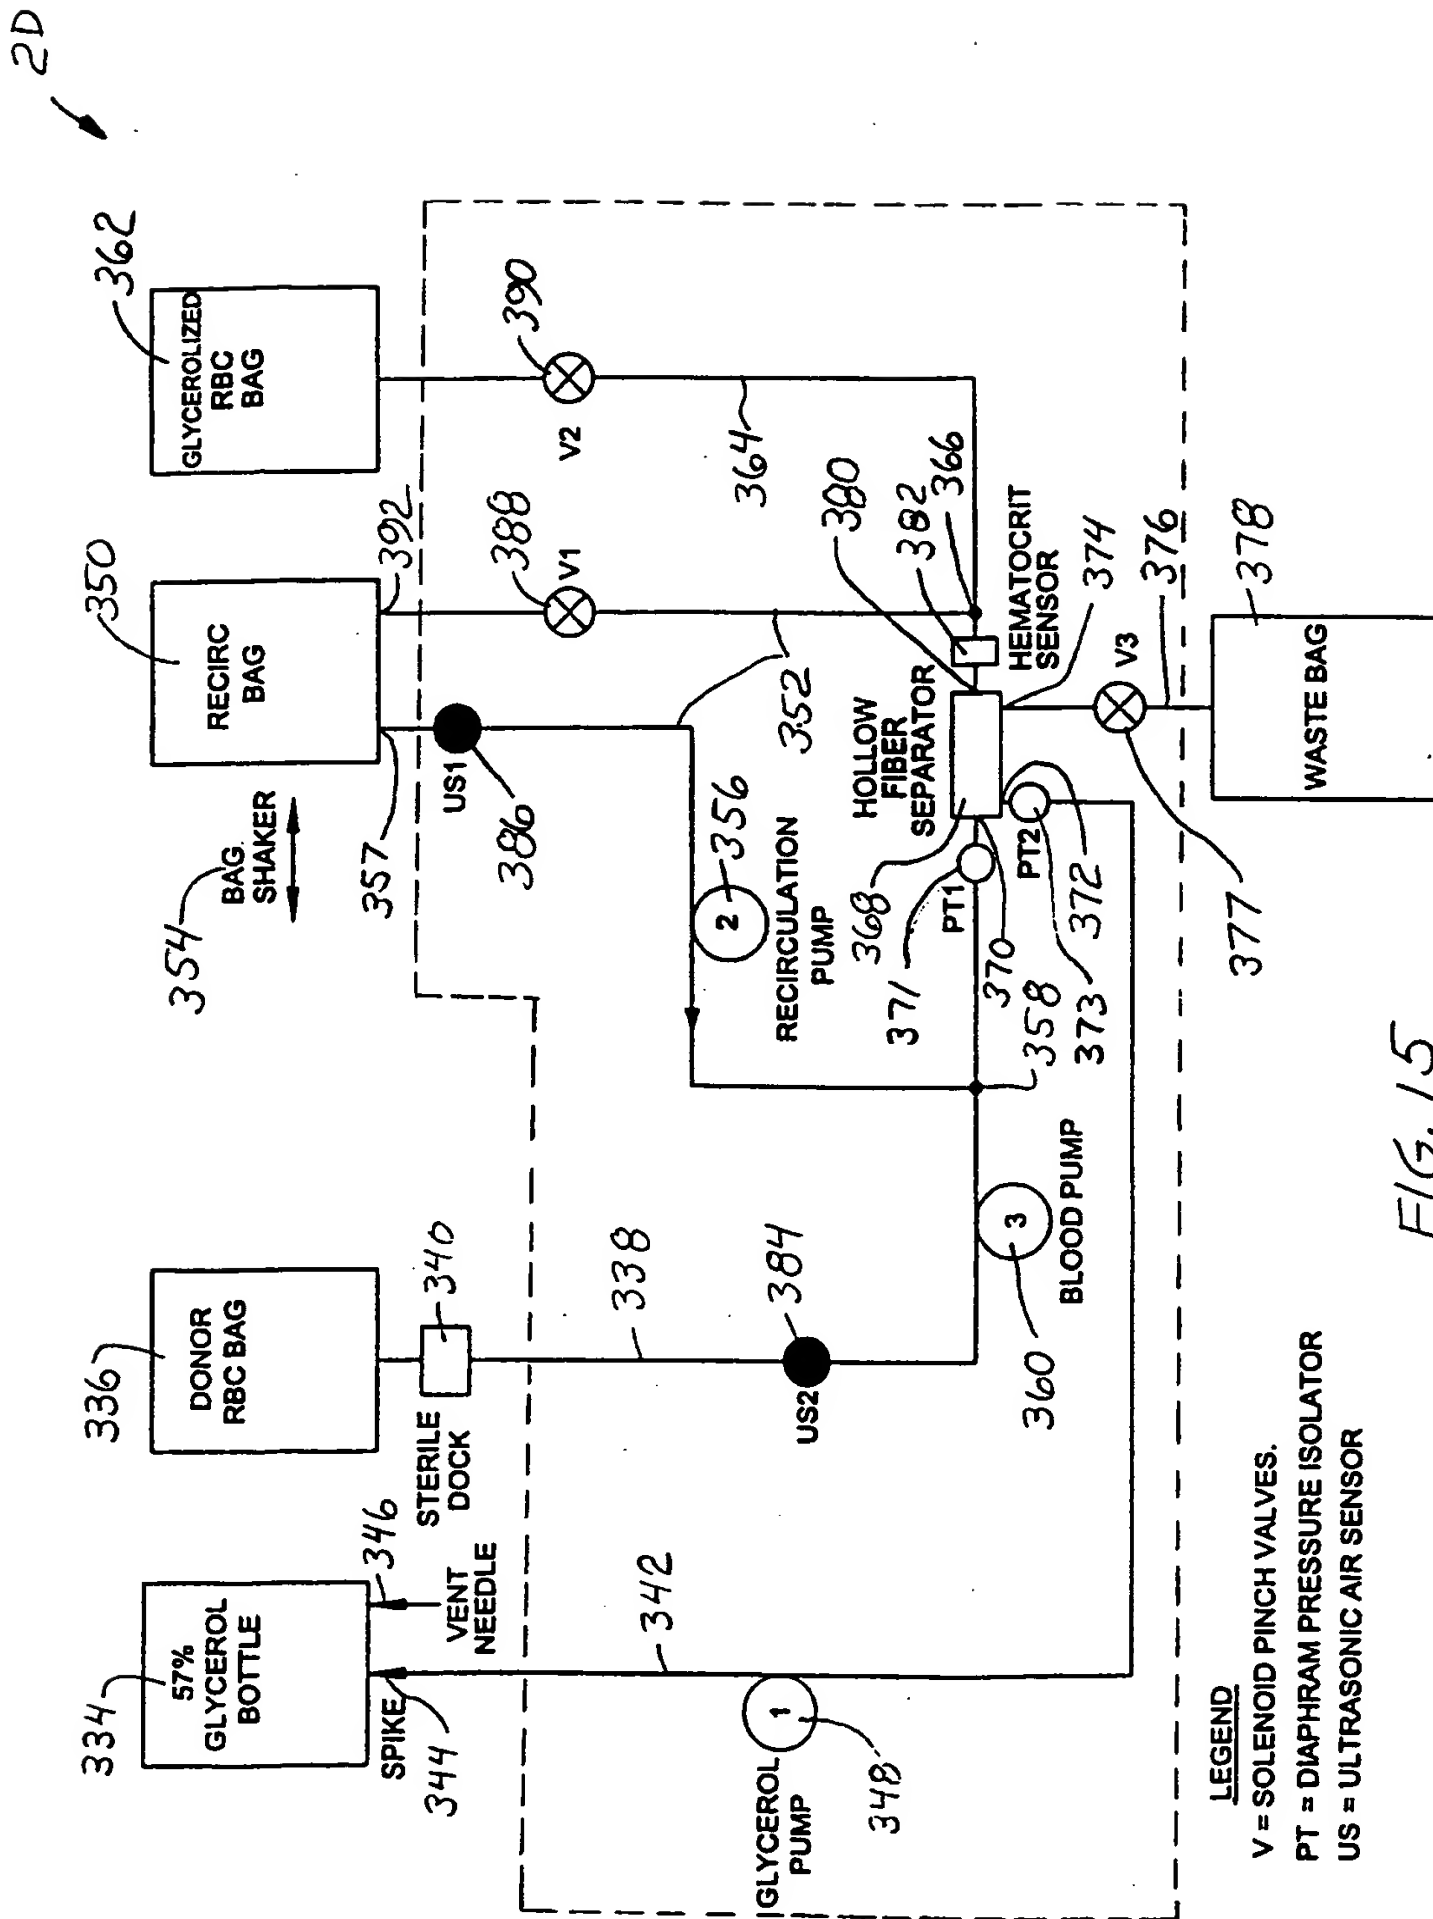 2D
334
57%
GLYCEROL
BOTTLE
SPIKE
344
346
VENT
NEEDLE
336
DONOR
RBC BAG
340
STERILE
DOCK
354
BAG
SHAKER
350
RECIRC
BAG
357
392
362
GLYCEROLIZED
RBC
BAG
342
338
US1
386
388
V1
390
V2
GLYCEROL
PUMP
1
348
US2
384
2
356
RECIRCULATION
PUMP
352
364
3
360
BLOOD PUMP
358
371
PT1
370
368
HOLLOW
FIBER
SEPARATOR
380
382
366
HEMATOCRIT
SENSOR
PT2
372
373
374
V3
376
377
378
WASTE BAG
LEGEND
V = SOLENOID PINCH VALVES.
PT = DIAPHRAM PRESSURE ISOLATOR
US = ULTRASONIC AIR SENSOR
FIG. 15